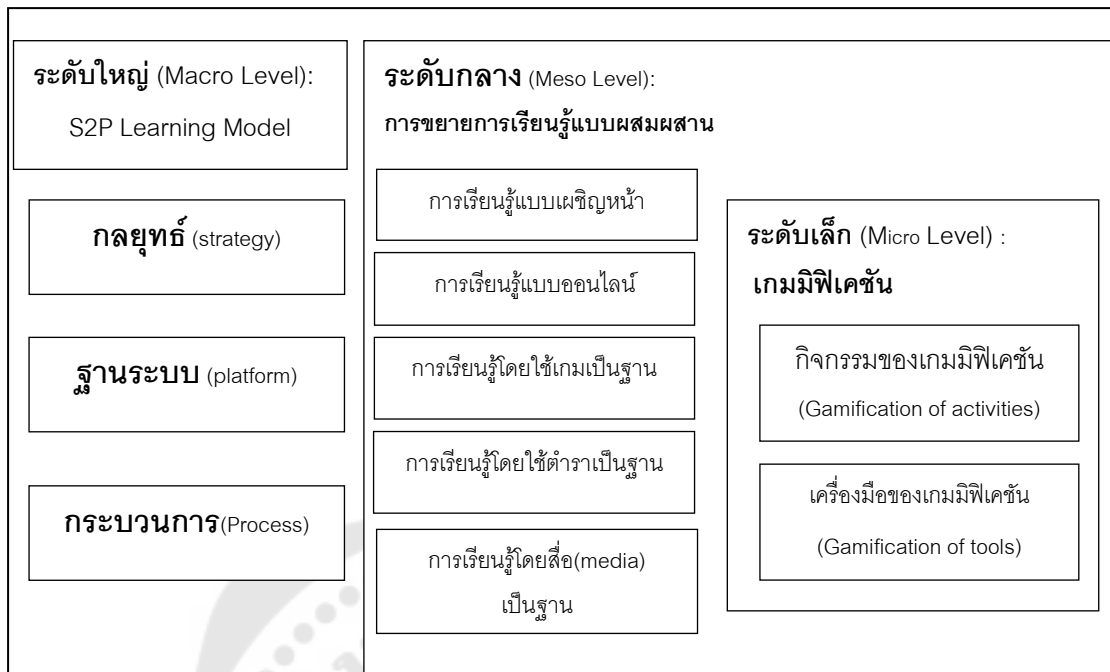 ระดับใหญ่ (Macro Level):
S2P Learning Model
กลยุทธ์ (strategy)
ฐานระบบ (platform)
กระบวนการ(Process)
ระดับกลาง (Meso Level):
การขยายการเรียนรู้แบบผสมผสาน
การเรียนรู้แบบเผชิญหน้า
การเรียนรู้แบบออนไลน์
การเรียนรู้โดยใช้เกมเป็นฐาน
การเรียนรู้โดยใช้ตำราเป็นฐาน
การเรียนรู้โดยสื่อ(media)
เป็นฐาน
ระดับเล็ก (Micro Level) :
เกมมิฟิเคชัน
กิจกรรมของเกมมิฟิเคชัน
(Gamification of activities)
เครื่องมือของเกมมิฟิเคชัน
(Gamification of tools)